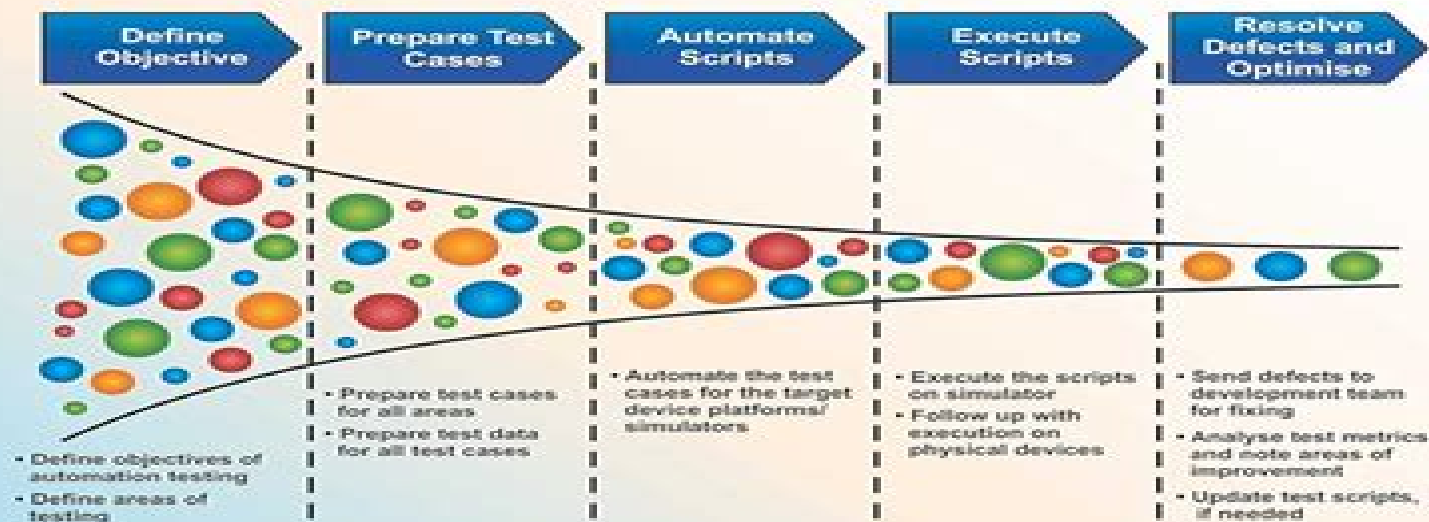 Define
Objective
Prepare Test
Cases
Automate
Scripts
Execute
Scripts
Resolve
Defects and
Optimise
• Define objectives of
automation testing
• Define areas of
testing
• Prepare test cases
for all areas
• Prepare test data
for all test cases
• Automate the test
cases for the target
device platforms/
simulators
• Execute the scripts
on simulator
• Follow up with
execution on
physical devices
• Send defects to
development team
for fixing
• Analyse test metrics
and note areas of
improvement
• Update test scripts,
if needed